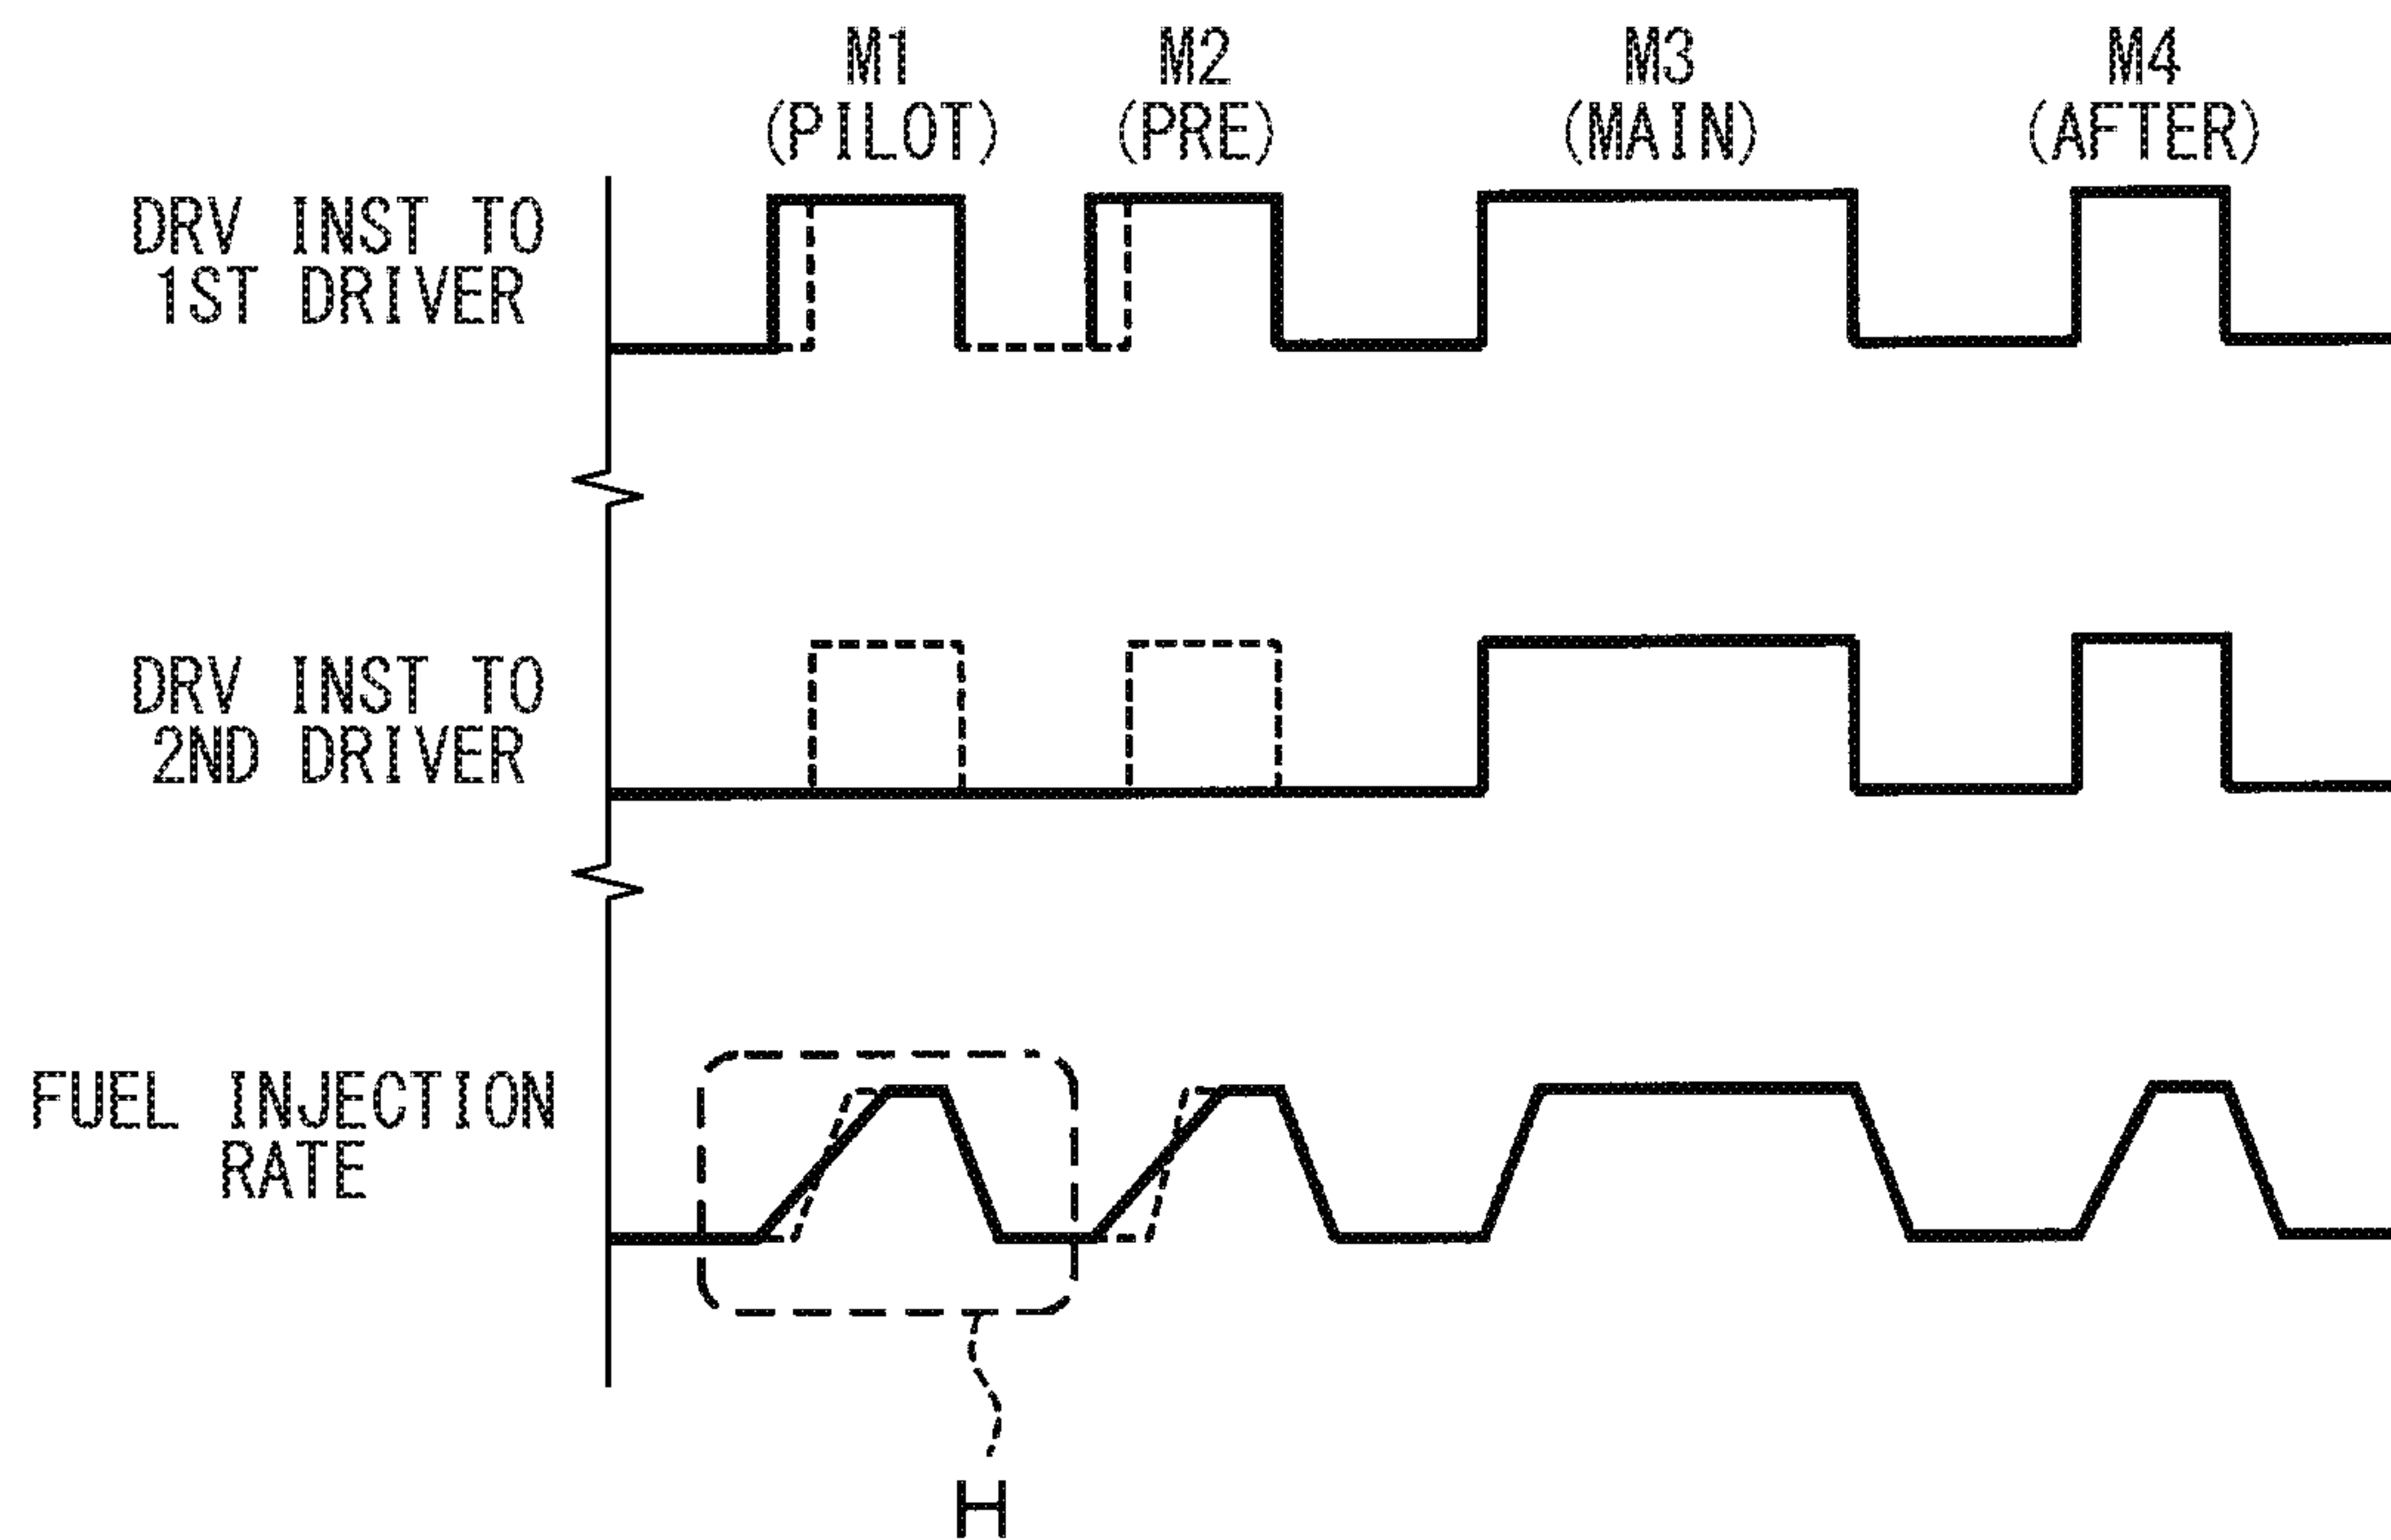 M1
(PILOT)
M2
(PRE)
M3
(MAIN)
M4
(AFTER)
DRV INST TO
1ST DRIVER
DRV INST TO
2ND DRIVER
FUEL INJECTION
RATE
H